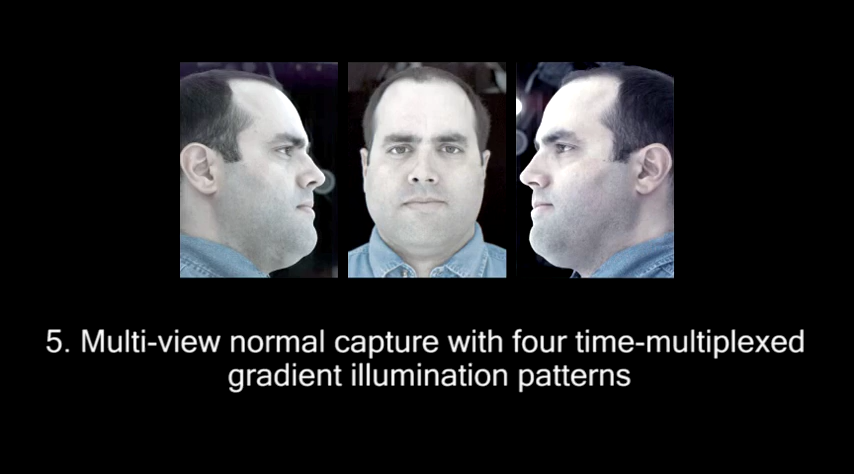 5. Multi-view normal capture with four time-multiplexed
gradient illumination patterns